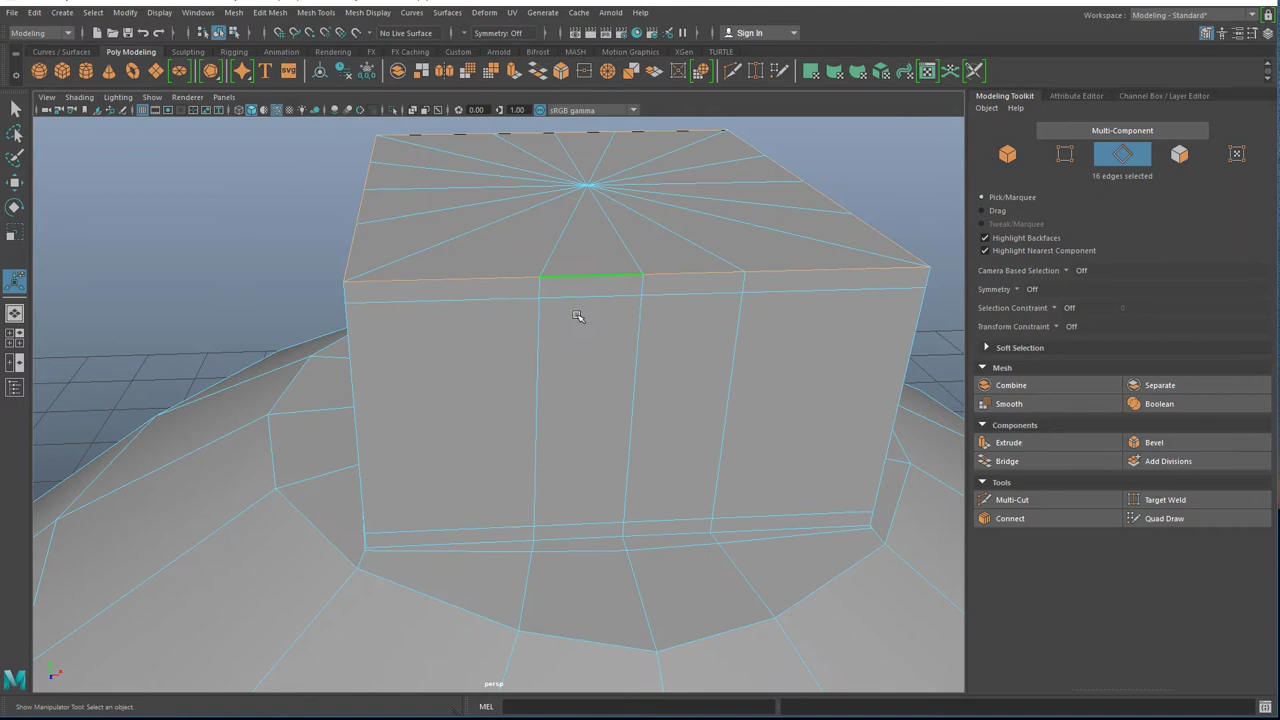 File Edit Create Select Modify Display Windows Mesh Edit Mesh Mesh Tools Mesh Display Curves Surfaces Deform UV Generate Cache Arnold Help
Workspace : Modeling - Standard*
Modeling No Live Surface Symmetry: Off Sign In
Curves / Surfaces Poly Modeling Sculpting Rigging Animation Rendering FX FX Caching Custom Arnold Bifrost MASH Motion Graphics XGen TURTLE
T SVG 0,0,0
View Shading Lighting Show Renderer Panels
0.00 1.00 sRGB gamma
Modeling Toolkit Attribute Editor Channel Box / Layer Editor
Object Help
Multi-Component
16 edges selected
Pick/Marquee
Drag
Tweak/Marquee
Highlight Backfaces
Highlight Nearest Component
Camera Based Selection Off
Symmetry Off
Selection Constraint Off 0
Transform Constraint Off
Soft Selection
Mesh
Combine Separate
Smooth Boolean
Components
Extrude Bevel
Bridge Add Divisions
Tools
Multi-Cut Target Weld
Connect Quad Draw
persp
Show Manipulator Tool: Select an object. MEL